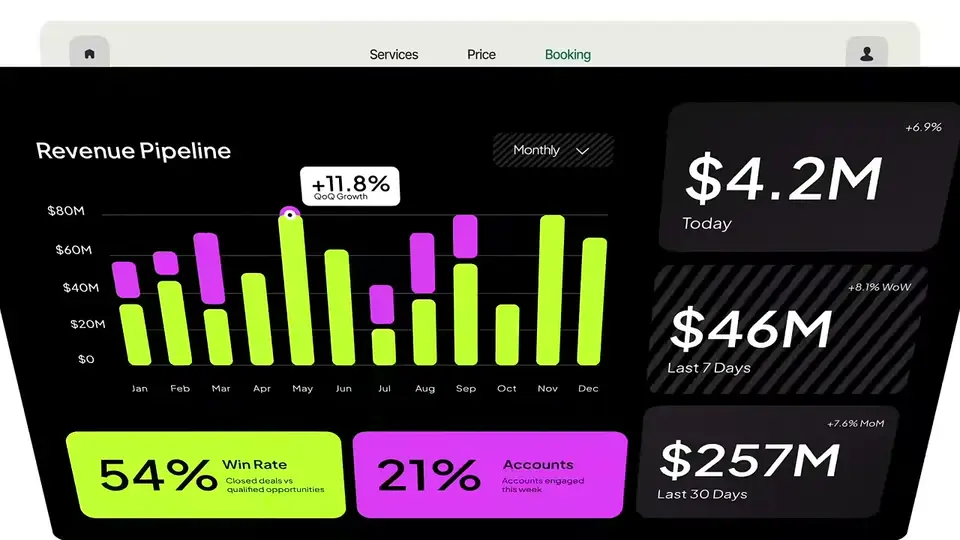 Services Price Booking
Revenue Pipeline
Monthly
+11.8%
QoQ Growth
$80M
$60M
$40M
$20M
$0
Jan Feb Mar Apr May Jun Jul Aug Sep Oct Nov Dec
54%
Win Rate
Closed deals vs
qualified opportunities
21%
Accounts
Accounts engaged
this week
+6.9%
$4.2M
Today
+8.1% WoW
$46M
Last 7 Days
+7.6% MoM
$257M
Last 30 Days